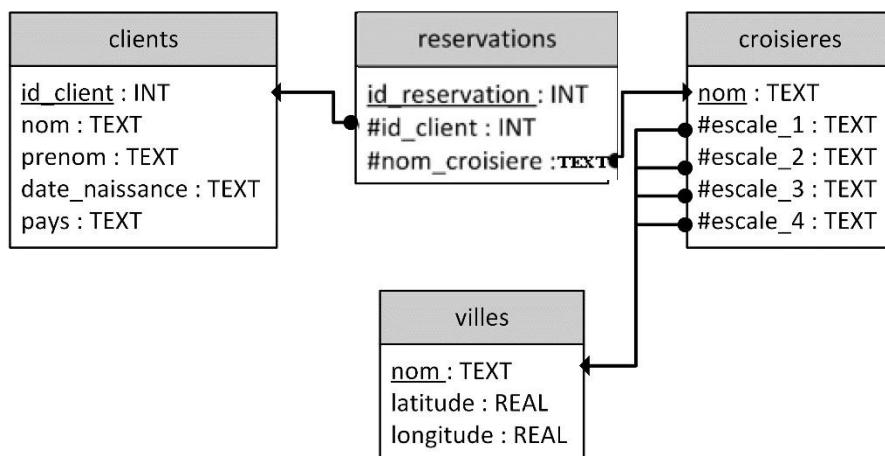 clients
id_client : INT
nom : TEXT
prenom : TEXT
date_naissance : TEXT
pays : TEXT
reservations
id_reservation : INT
#id_client : INT
#nom_croisiere :TEXT
croisieres
nom : TEXT
#escale_1 : TEXT
#escale_2 : TEXT
#escale_3 : TEXT
#escale_4 : TEXT
villes
nom : TEXT
latitude : REAL
longitude : REAL